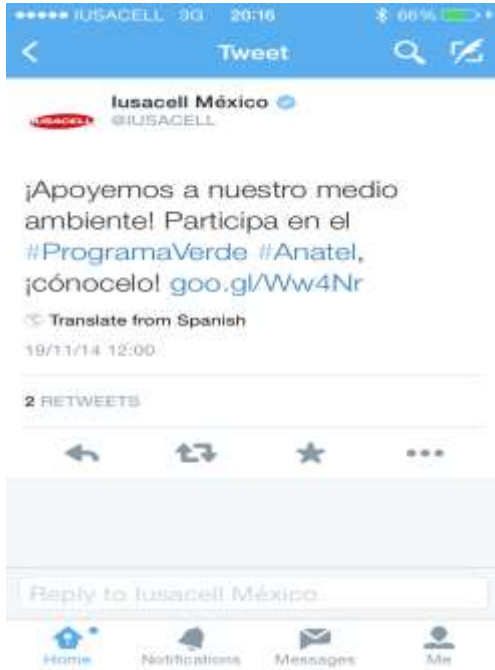 IUSACELL 3G 20:16 66%
Tweet
Iusacell México
IUSACELL
@IUSACELL
¡Apoyemos a nuestro medio
ambiente! Participa en el
#ProgramaVerde #Anatel,
¡cónocelo! goo.gl/Ww4Nr
Translate from Spanish
19/11/14 12:00
2 RETWEETS
Reply to Iusacell México
Home Notifications Messages Me